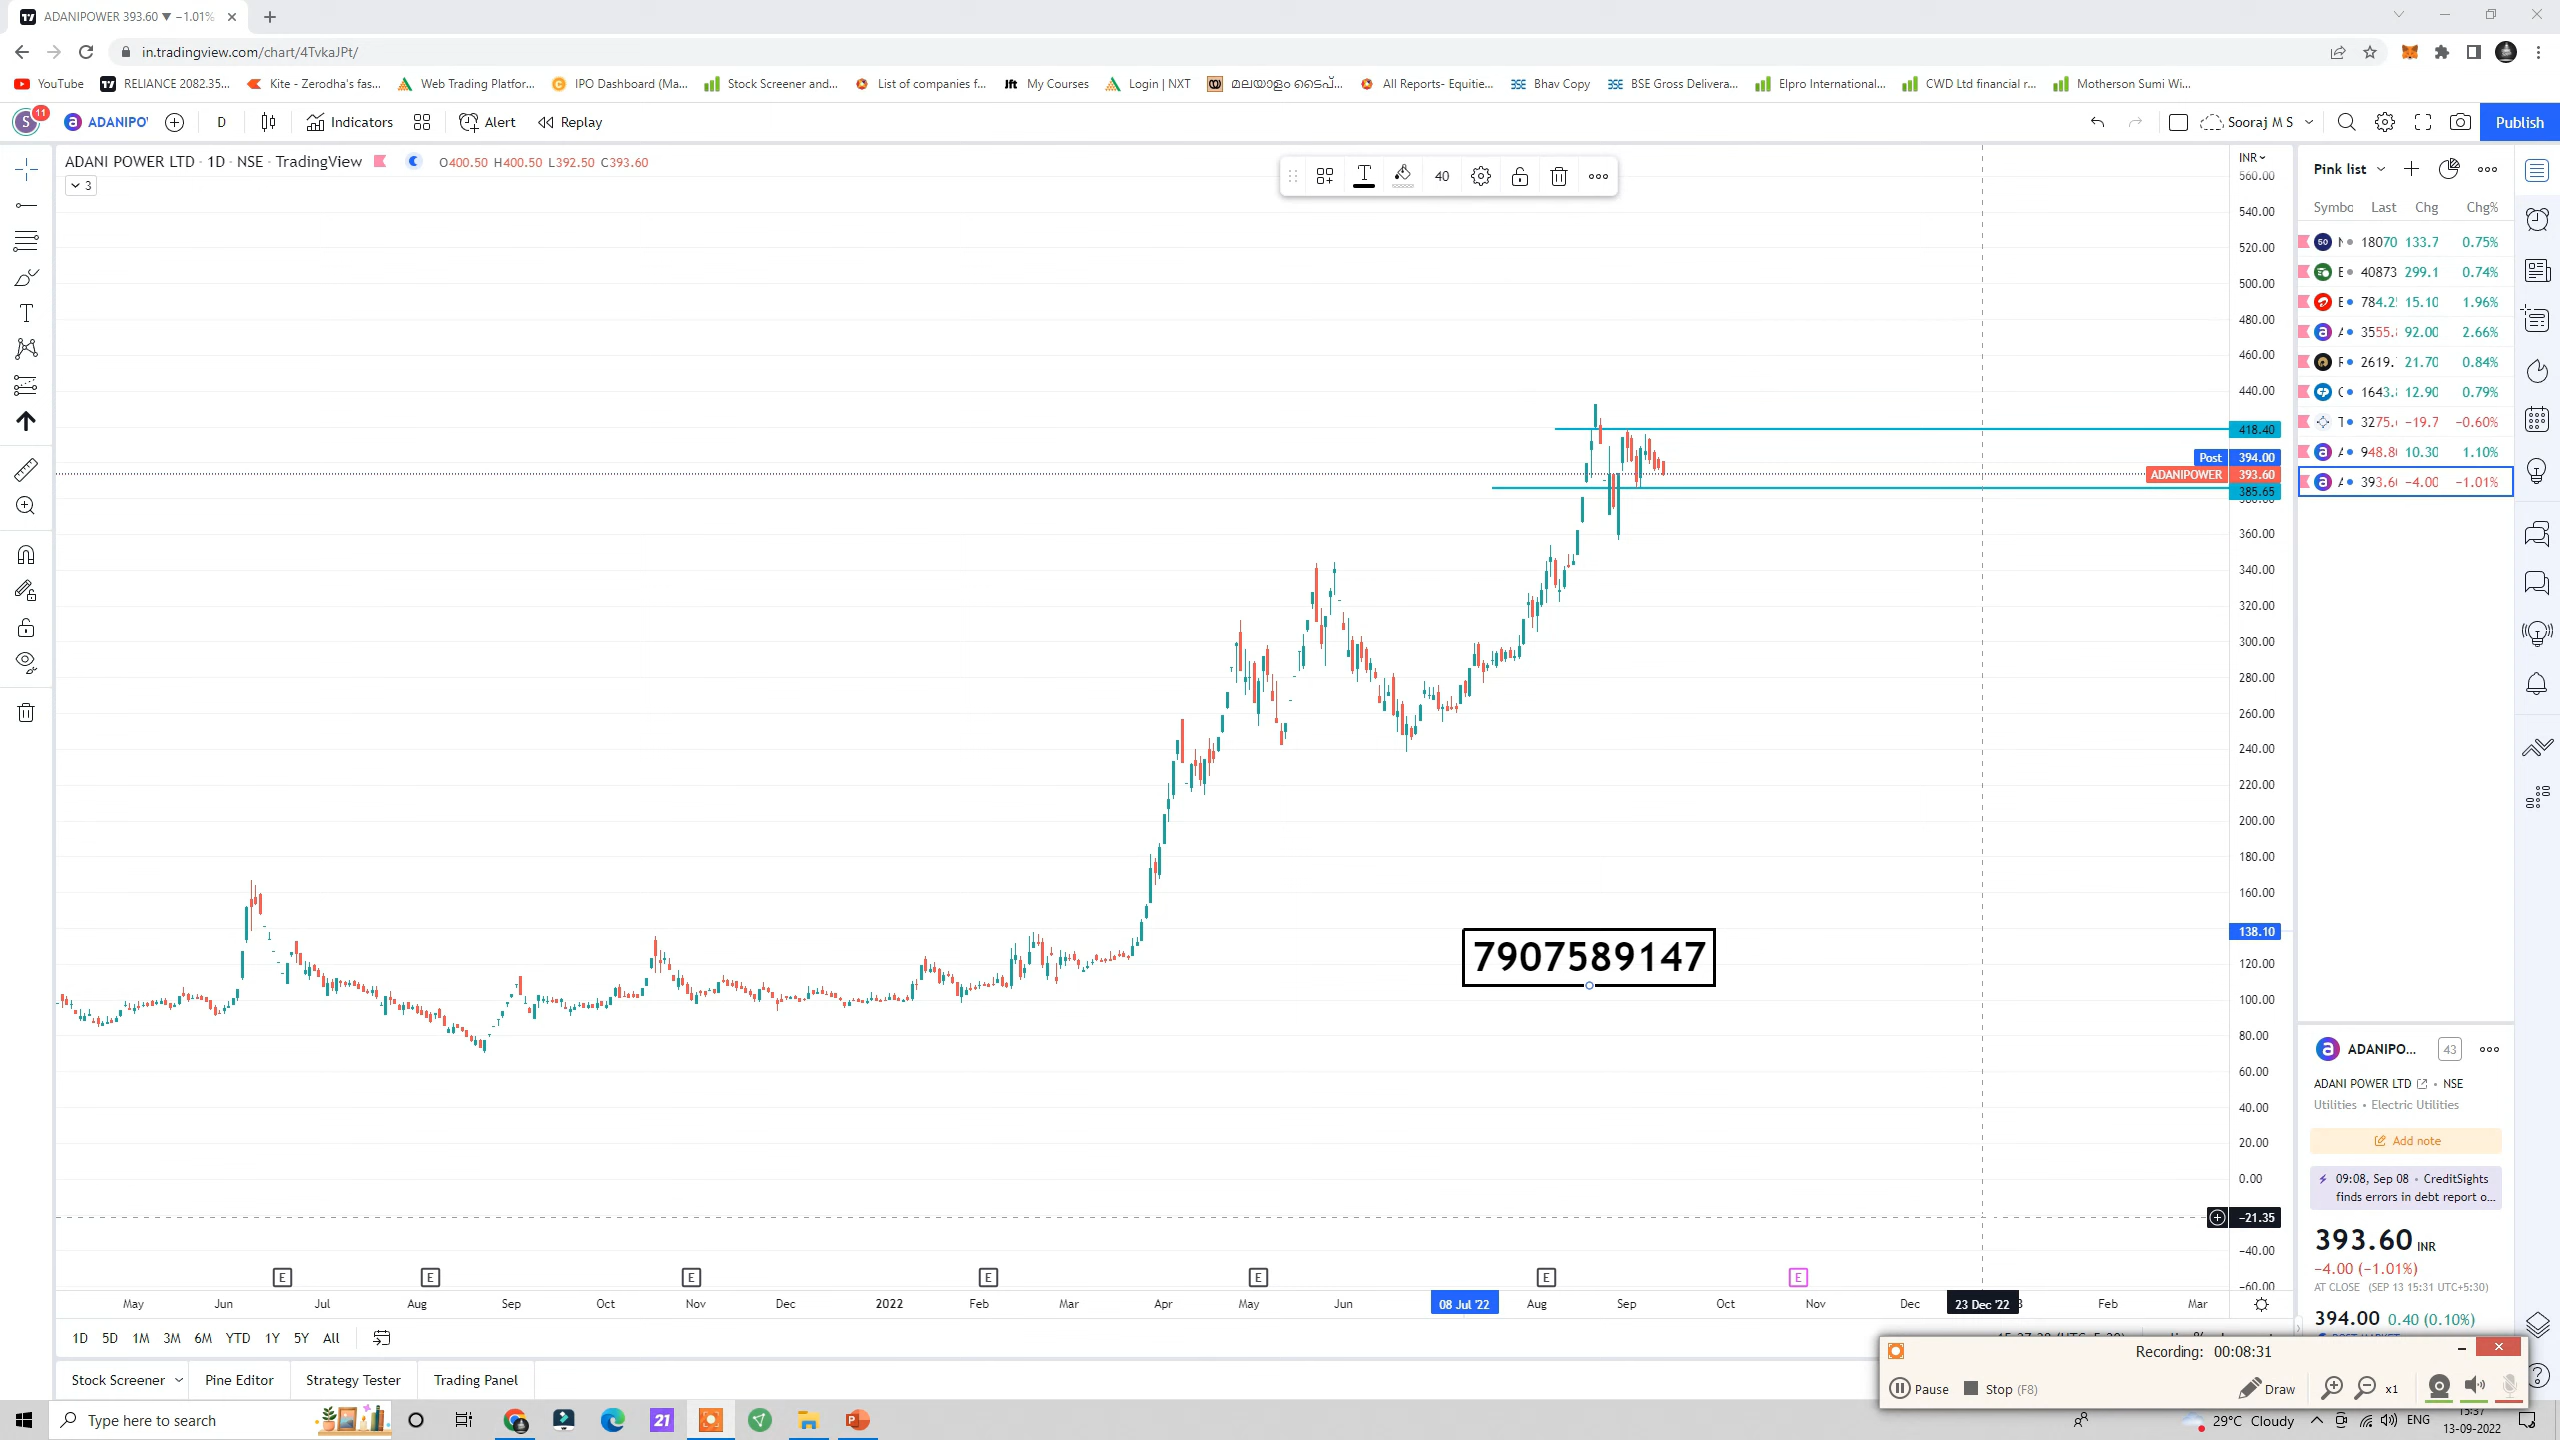 ADANIPOWER 393.60 ▼ −1.01%
in.tradingview.com/chart/4TvkaJPt/
YouTube RELIANCE 2082.35... Kite - Zerodha's fas... Web Trading Platfor... IPO Dashboard (Ma... Stock Screener and... List of companies f... My Courses Login | NXT മലയാളം ടൈപ്... All Reports- Equitie... Bhav Copy BSE Gross Delivera... Elpro International... CWD Ltd financial r... Motherson Sumi Wi...
S 11 ADANIPO D Indicators Alert Replay Sooraj M S Publish
ADANI POWER LTD · 1D · NSE · TradingView O400.50 H400.50 L392.50 C393.60
3
40
INR
560.00
540.00
520.00
500.00
480.00
460.00
440.00
418.40
Post 394.00
ADANIPOWER 393.60
385.65
360.00
340.00
320.00
300.00
280.00
260.00
240.00
220.00
200.00
180.00
160.00
138.10
120.00
100.00
80.00
60.00
40.00
20.00
0.00
−21.35
−40.00
−60.00
7907589147
E E E E E E E
May Jun Jul Aug Sep Oct Nov Dec 2022 Feb Mar Apr May Jun 08 Jul '22 Aug Sep Oct Nov Dec 23 Dec '22 Feb Mar
1D 5D 1M 3M 6M YTD 1Y 5Y All
Stock Screener Pine Editor Strategy Tester Trading Panel
Pink list
Symbo Last Chg Chg%
18070 133.7 0.75%
40873 299.1 0.74%
784.2 15.10 1.96%
3555. 92.00 2.66%
2619. 21.70 0.84%
1643. 12.90 0.79%
3275. −19.7 −0.60%
948.8 10.30 1.10%
393.6 −4.00 −1.01%
ADANIPO... 43
ADANI POWER LTD • NSE
Utilities • Electric Utilities
Add note
09:08, Sep 08 • CreditSights
finds errors in debt report o...
393.60 INR
−4.00 (−1.01%)
AT CLOSE (SEP 13 15:31 UTC+5:30)
394.00 0.40 (0.10%)
Recording: 00:08:31
Pause Stop (F8) Draw x1
Type here to search
21
29°C Cloudy ENG
13-09-2022